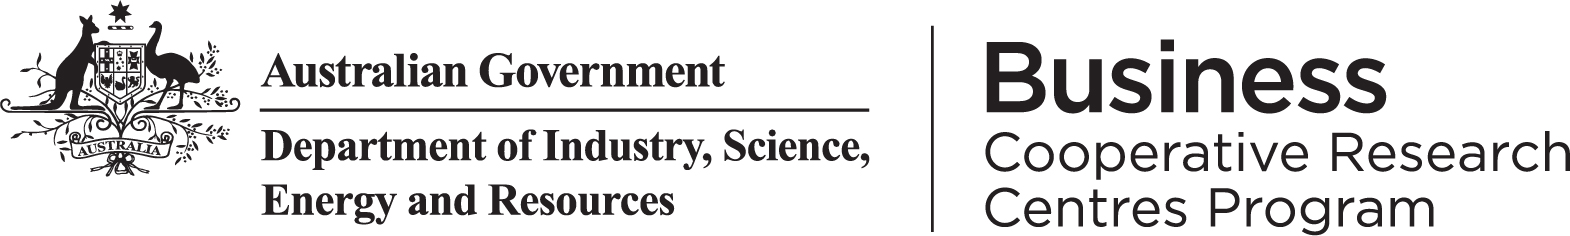 AUSTRALIA
Australian Government
Department of Industry, Science,
Energy and Resources
Business
Cooperative Research
Centres Program